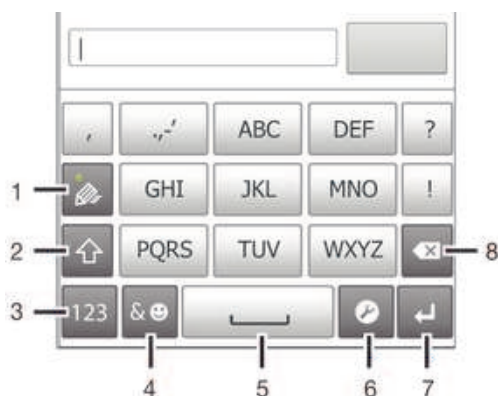 , .,-' ABC DEF ?
1 GHI JKL MNO !
2 PQRS TUV WXYZ 8
3 123 &☻
4 5 6 7